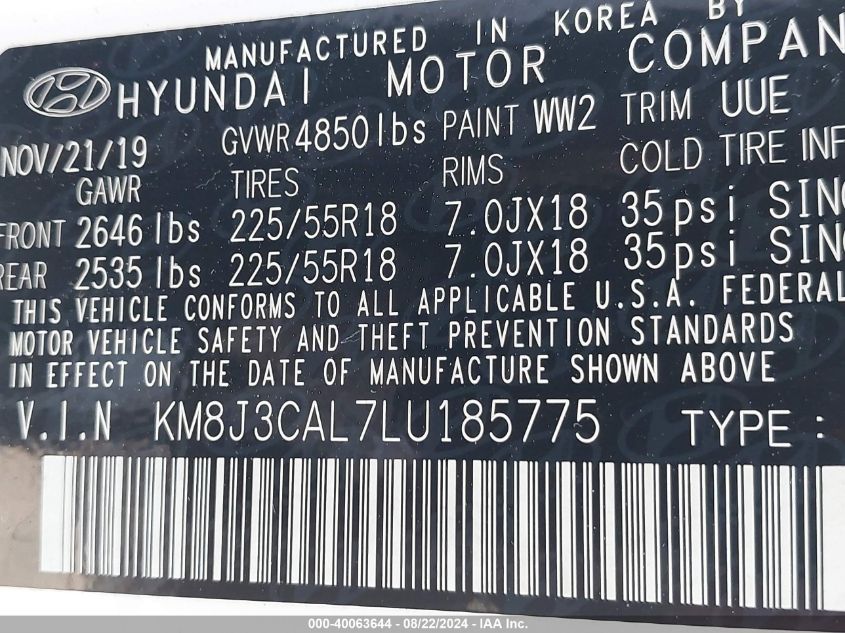 MANUFACTURED IN KOREA BY
HYUNDAI MOTOR COMPAN
NOV/21/19 GVWR 4850 lbs PAINT WW2 TRIM UUE
GAWR TIRES RIMS COLD TIRE INF
FRONT 2646 lbs 225/55R18 7.0JX18 35psi SING
REAR 2535 lbs 225/55R18 7.0JX18 35psi SING
THIS VEHICLE CONFORMS TO ALL APPLICABLE U.S.A. FEDERAL
MOTOR VEHICLE SAFETY AND THEFT PREVENTION STANDARDS
IN EFFECT ON THE DATE OF MANUFACTURE SHOWN ABOVE
V.I.N KM8J3CAL7LU185775 TYPE :
000-40063644 - 08/22/2024 - IAA Inc.